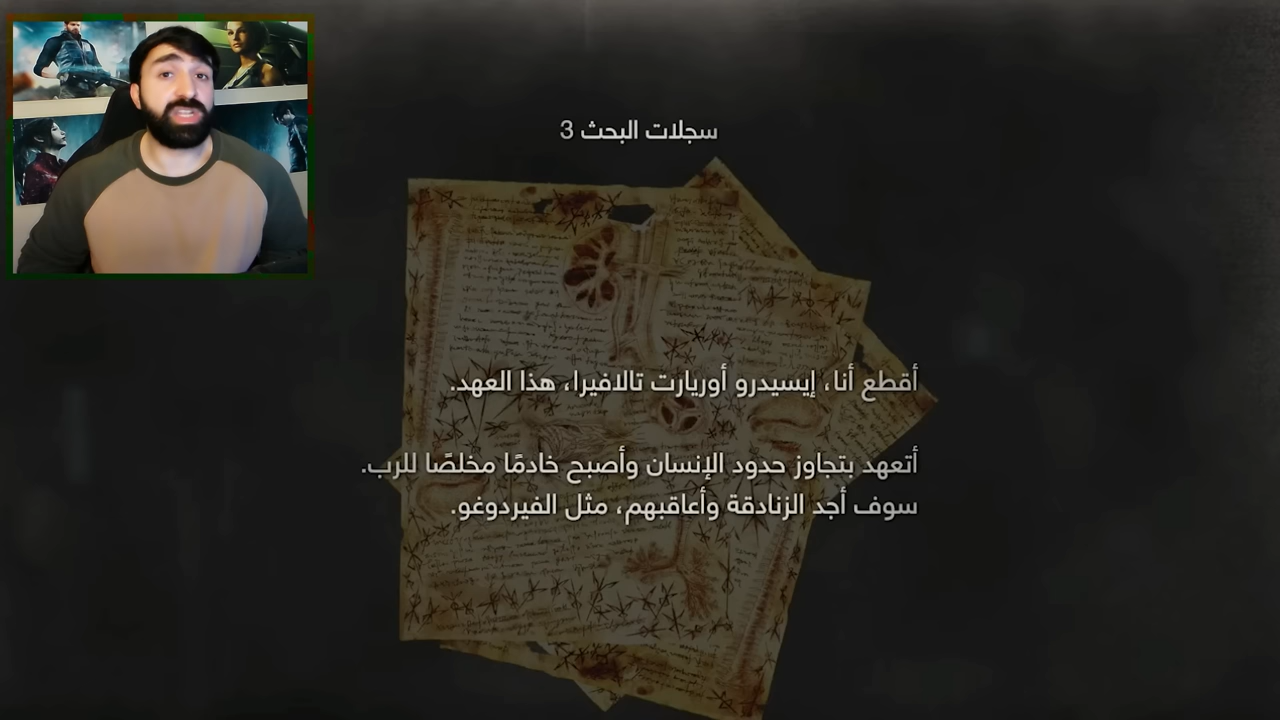 سجلات البحث 3
أقطع أنا، إيسيدرو أوريارت تالافيرا، هذا العهد.
أتعهد بتجاوز حدود الإنسان وأصبح خادمًا مخلصًا للرب.
سوف أجد الزنادقة وأعاقبهم، مثل الفيردوغو.